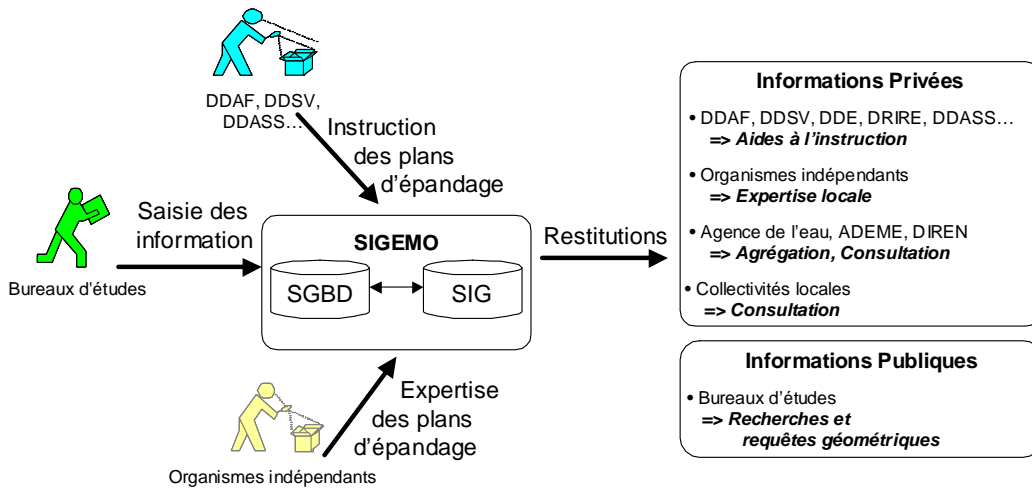 DDAF, DDSV,
DDASS…
Instruction
des plans
d'épandage
Saisie des
information
Bureaux d'études
SIGEMO
SGBD
SIG
Restitutions
Expertise
des plans
d'épandage
Organismes indépendants
Informations Privées
• DDAF, DDSV, DDE, DRIRE, DDASS…
=> Aides à l'instruction
• Organismes indépendants
=> Expertise locale
• Agence de l'eau, ADEME, DIREN
=> Agrégation, Consultation
• Collectivités locales
=> Consultation
Informations Publiques
• Bureaux d'études
=> Recherches et
requêtes géométriques